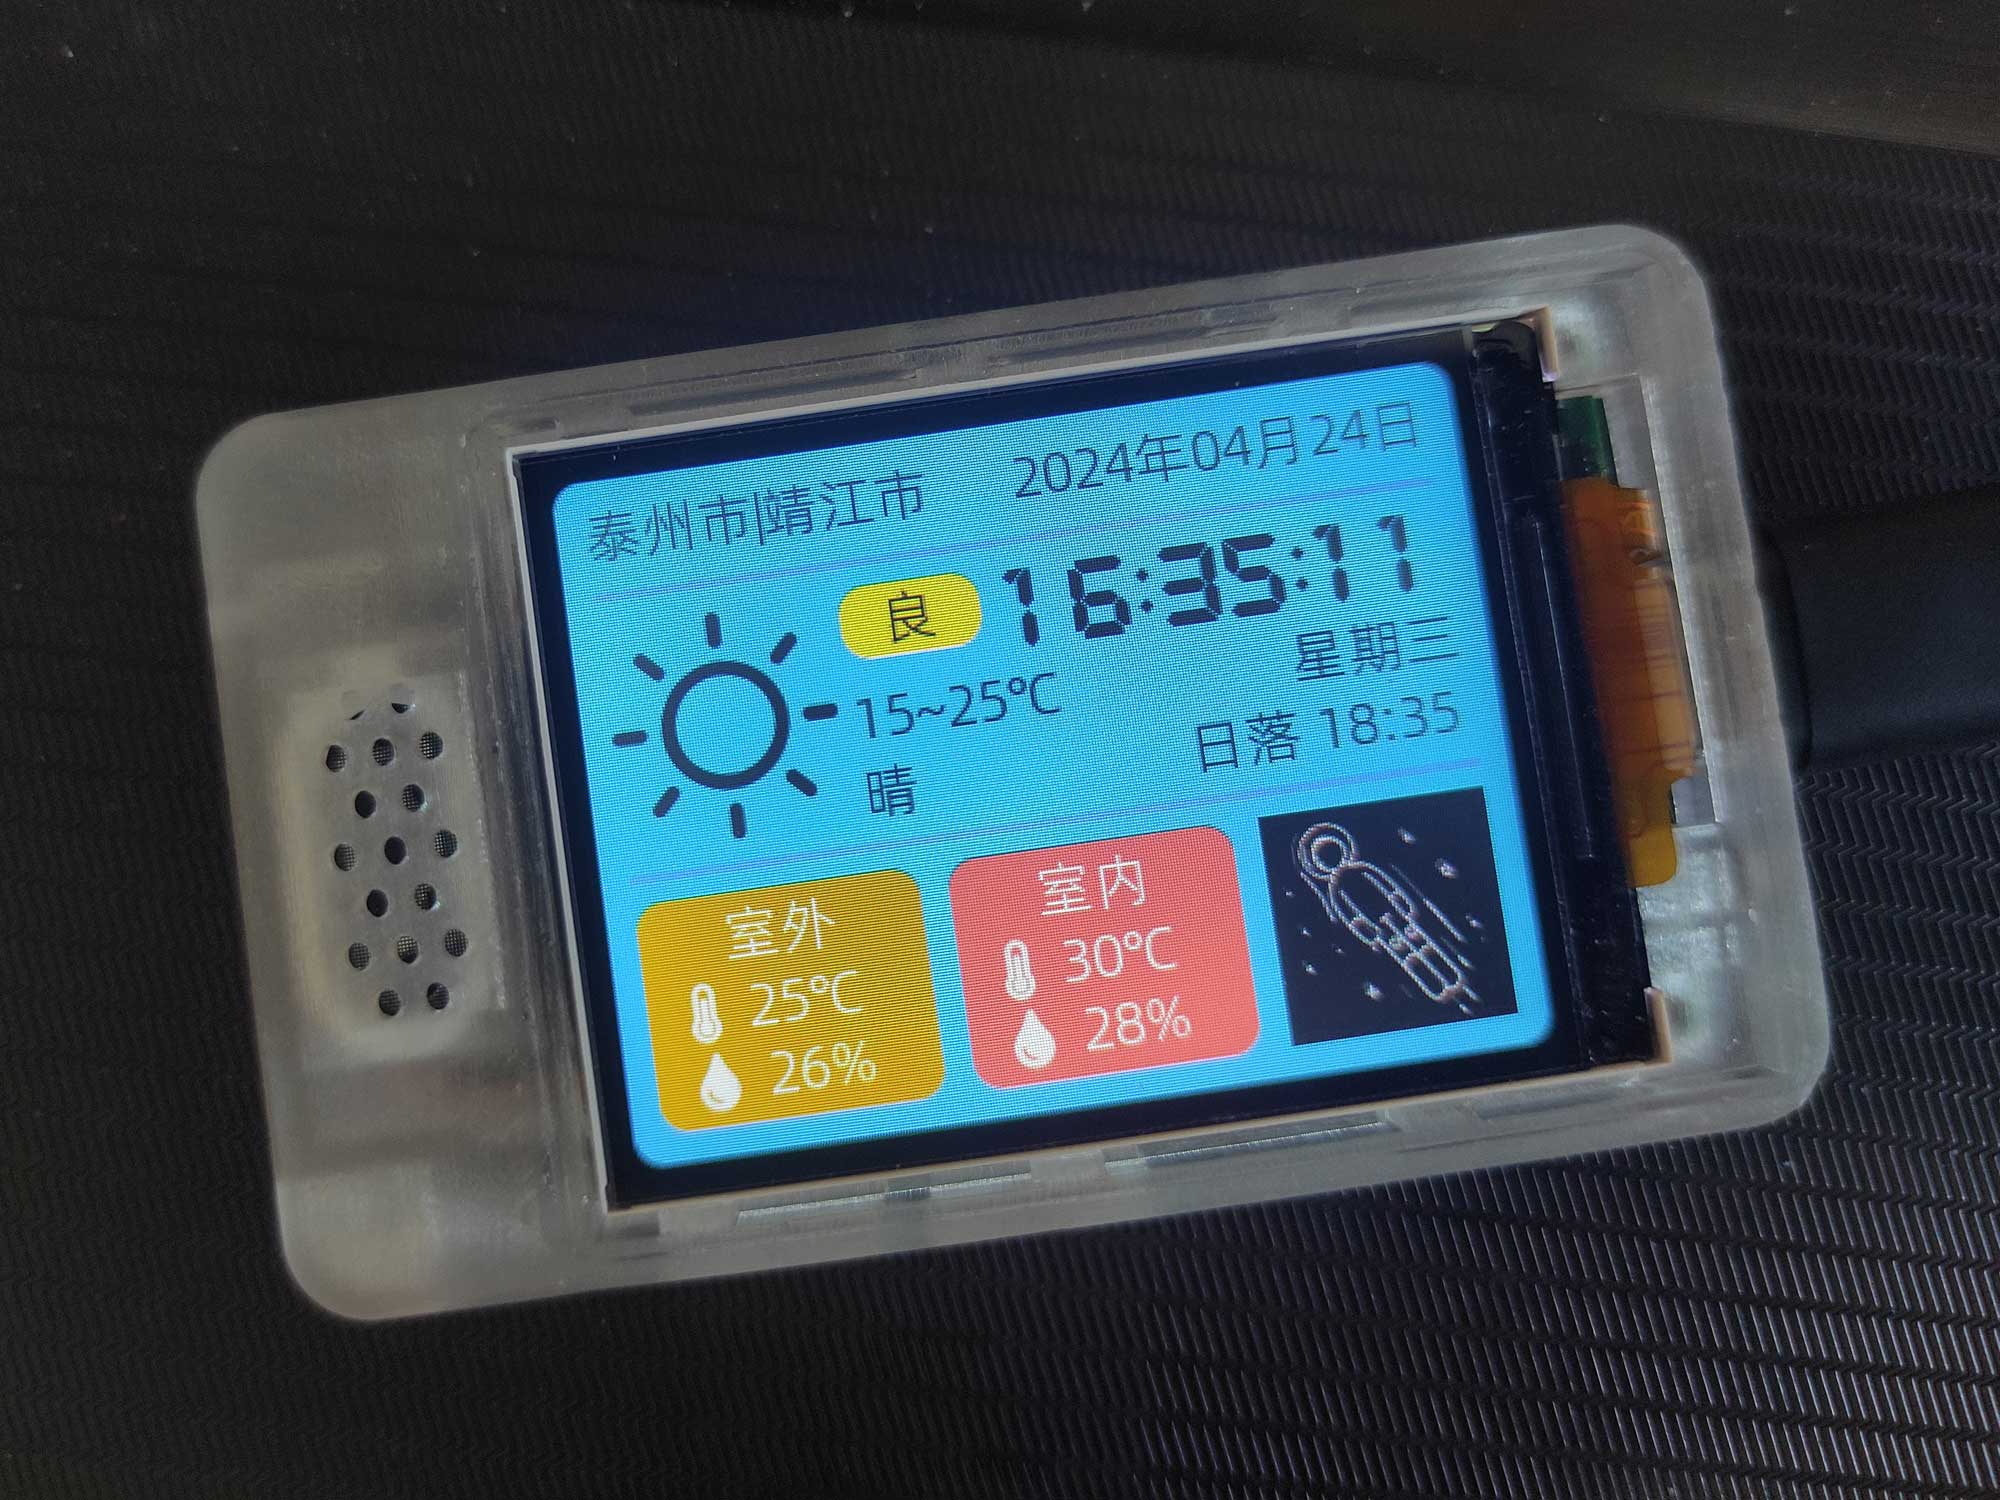 泰州市|靖江市 2024年04月24日
良 16:35:11
星期三
15~25℃
日落 18:35
晴
室外
25℃
26%
室内
30℃
28%